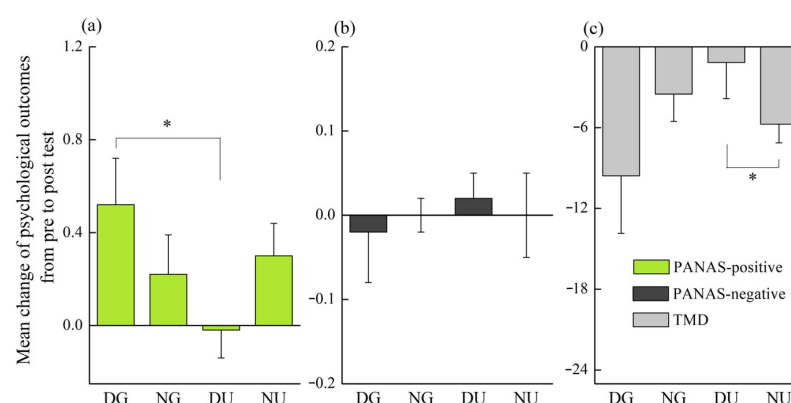 Mean change of psychological outcomes
from pre to post test
(a)
1.2
0.8
0.4
0.0
*
DG NG DU NU
(b)
0.2
0.1
0.0
-0.1
-0.2
DG NG DU NU
(c)
0
-6
-12
-18
-24
*
PANAS-positive
PANAS-negative
TMD
DG NG DU NU